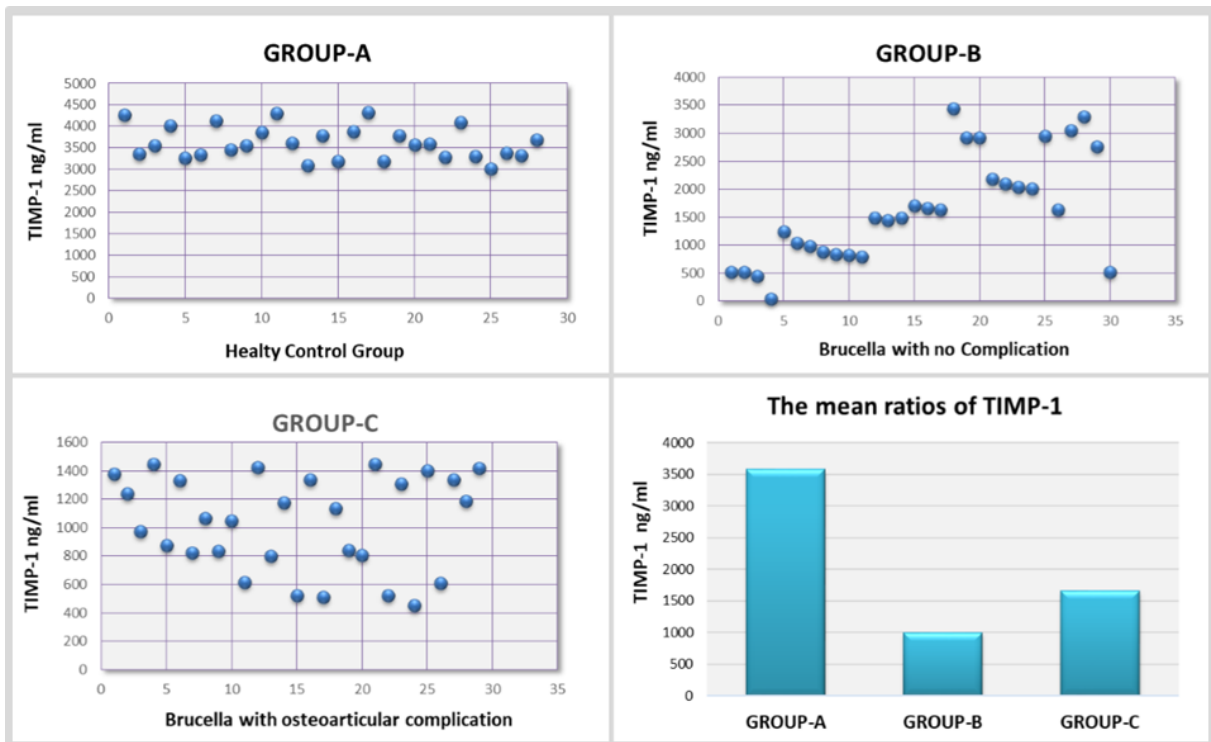 GROUP-A
TIMP-1 ng/ml
5000
4500
4000
3500
3000
2500
2000
1500
1000
500
0
0 5 10 15 20 25 30
Healty Control Group
GROUP-B
TIMP-1 ng/ml
4000
3500
3000
2500
2000
1500
1000
500
0
0 5 10 15 20 25 30 35
Brucella with no Complication
GROUP-C
TIMP-1 ng/ml
1600
1400
1200
1000
800
600
400
200
0
0 5 10 15 20 25 30 35
Brucella with osteoarticular complication
The mean ratios of TIMP-1
TIMP-1 ng/ml
4000
3500
3000
2500
2000
1500
1000
500
0
GROUP-A GROUP-B GROUP-C